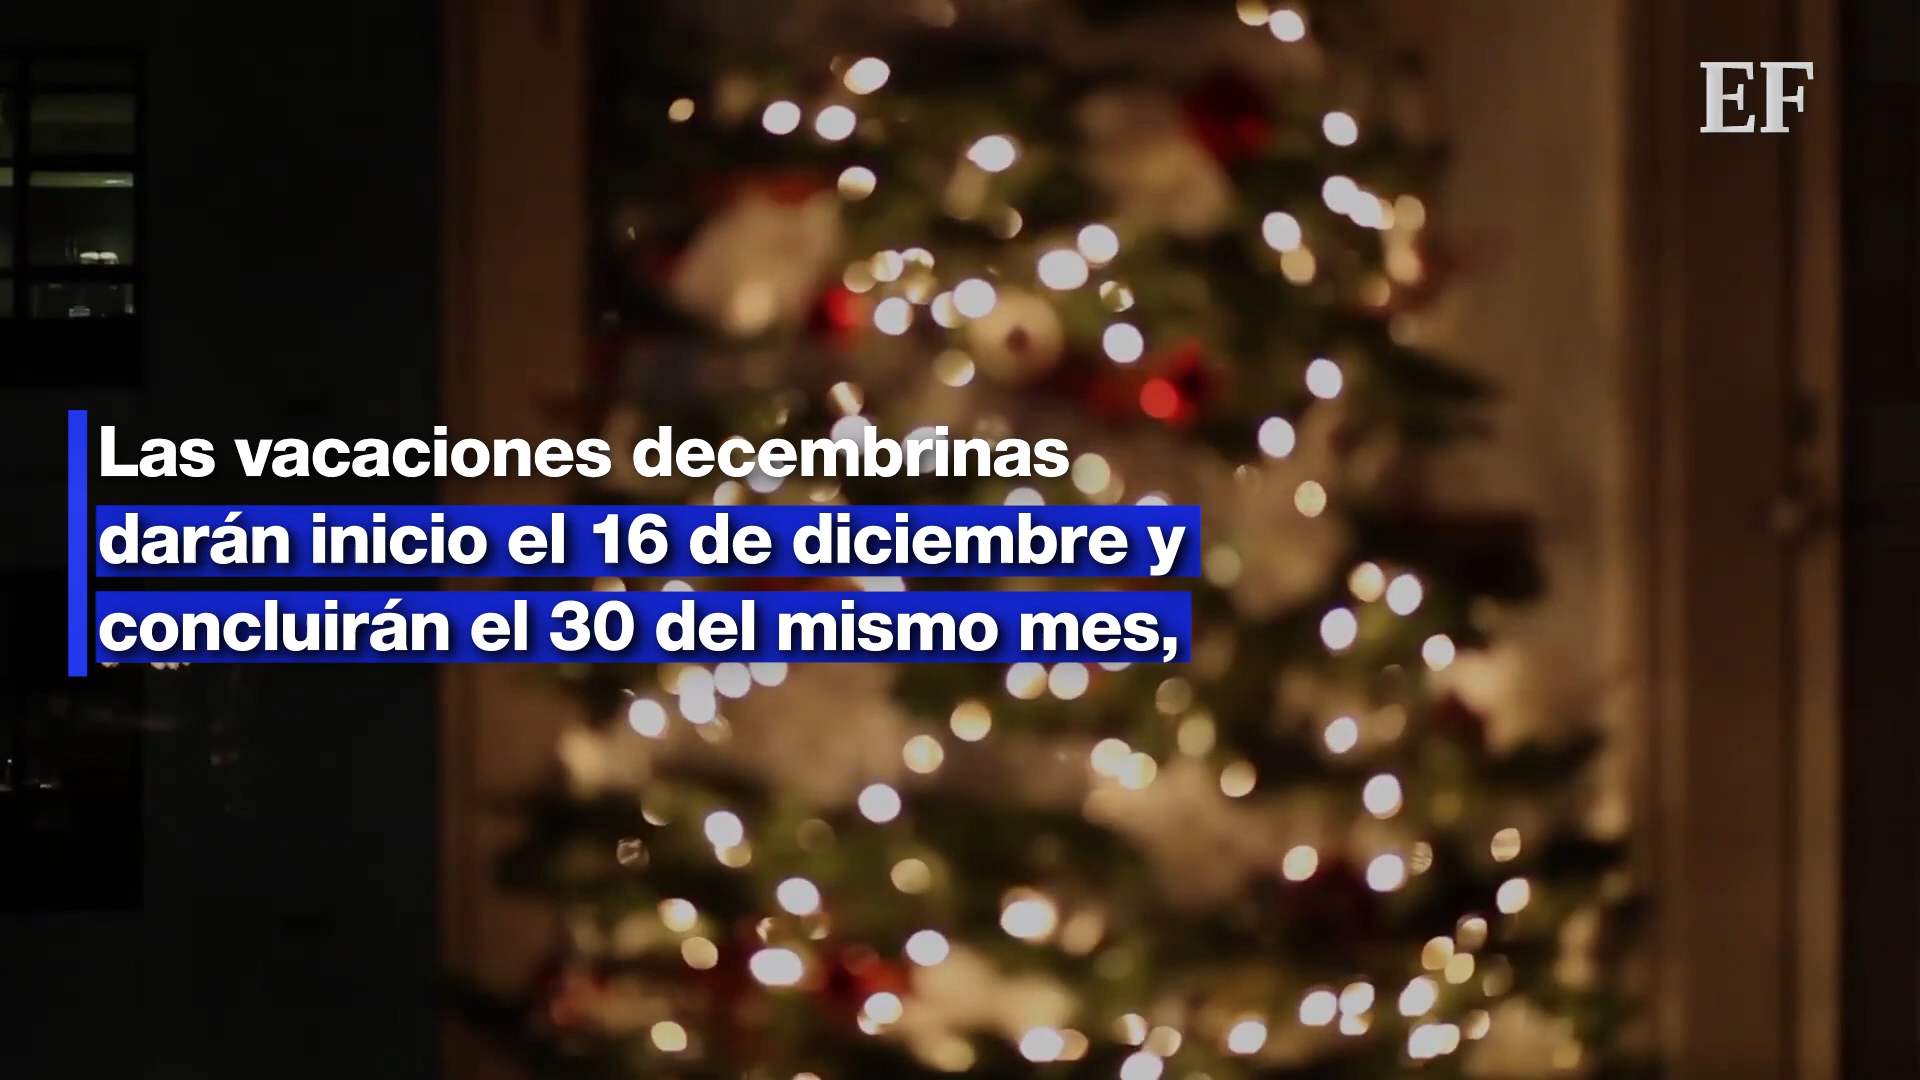 EF
Las vacaciones decembrinas
darán inicio el 16 de diciembre y
concluirán el 30 del mismo mes,